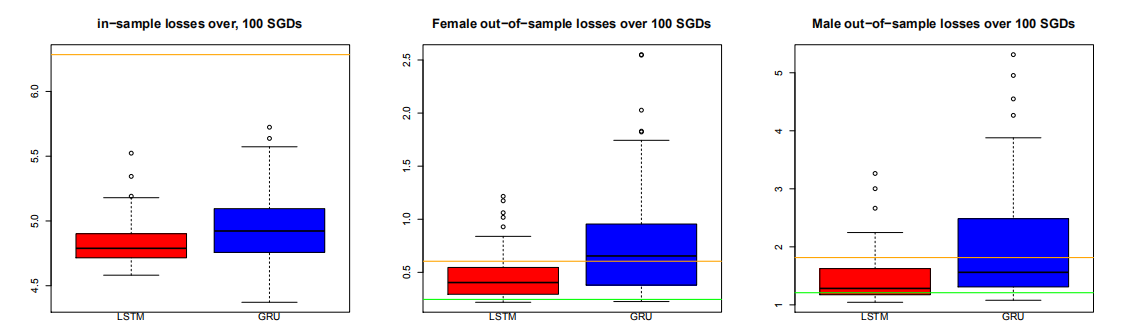 in−sample losses over, 100 SGDs
6.0
5.5
5.0
4.5
LSTM GRU
Female out−of−sample losses over 100 SGDs
2.5
2.0
1.5
1.0
0.5
LSTM GRU
Male out−of−sample losses over 100 SGDs
5
4
3
2
1
LSTM GRU